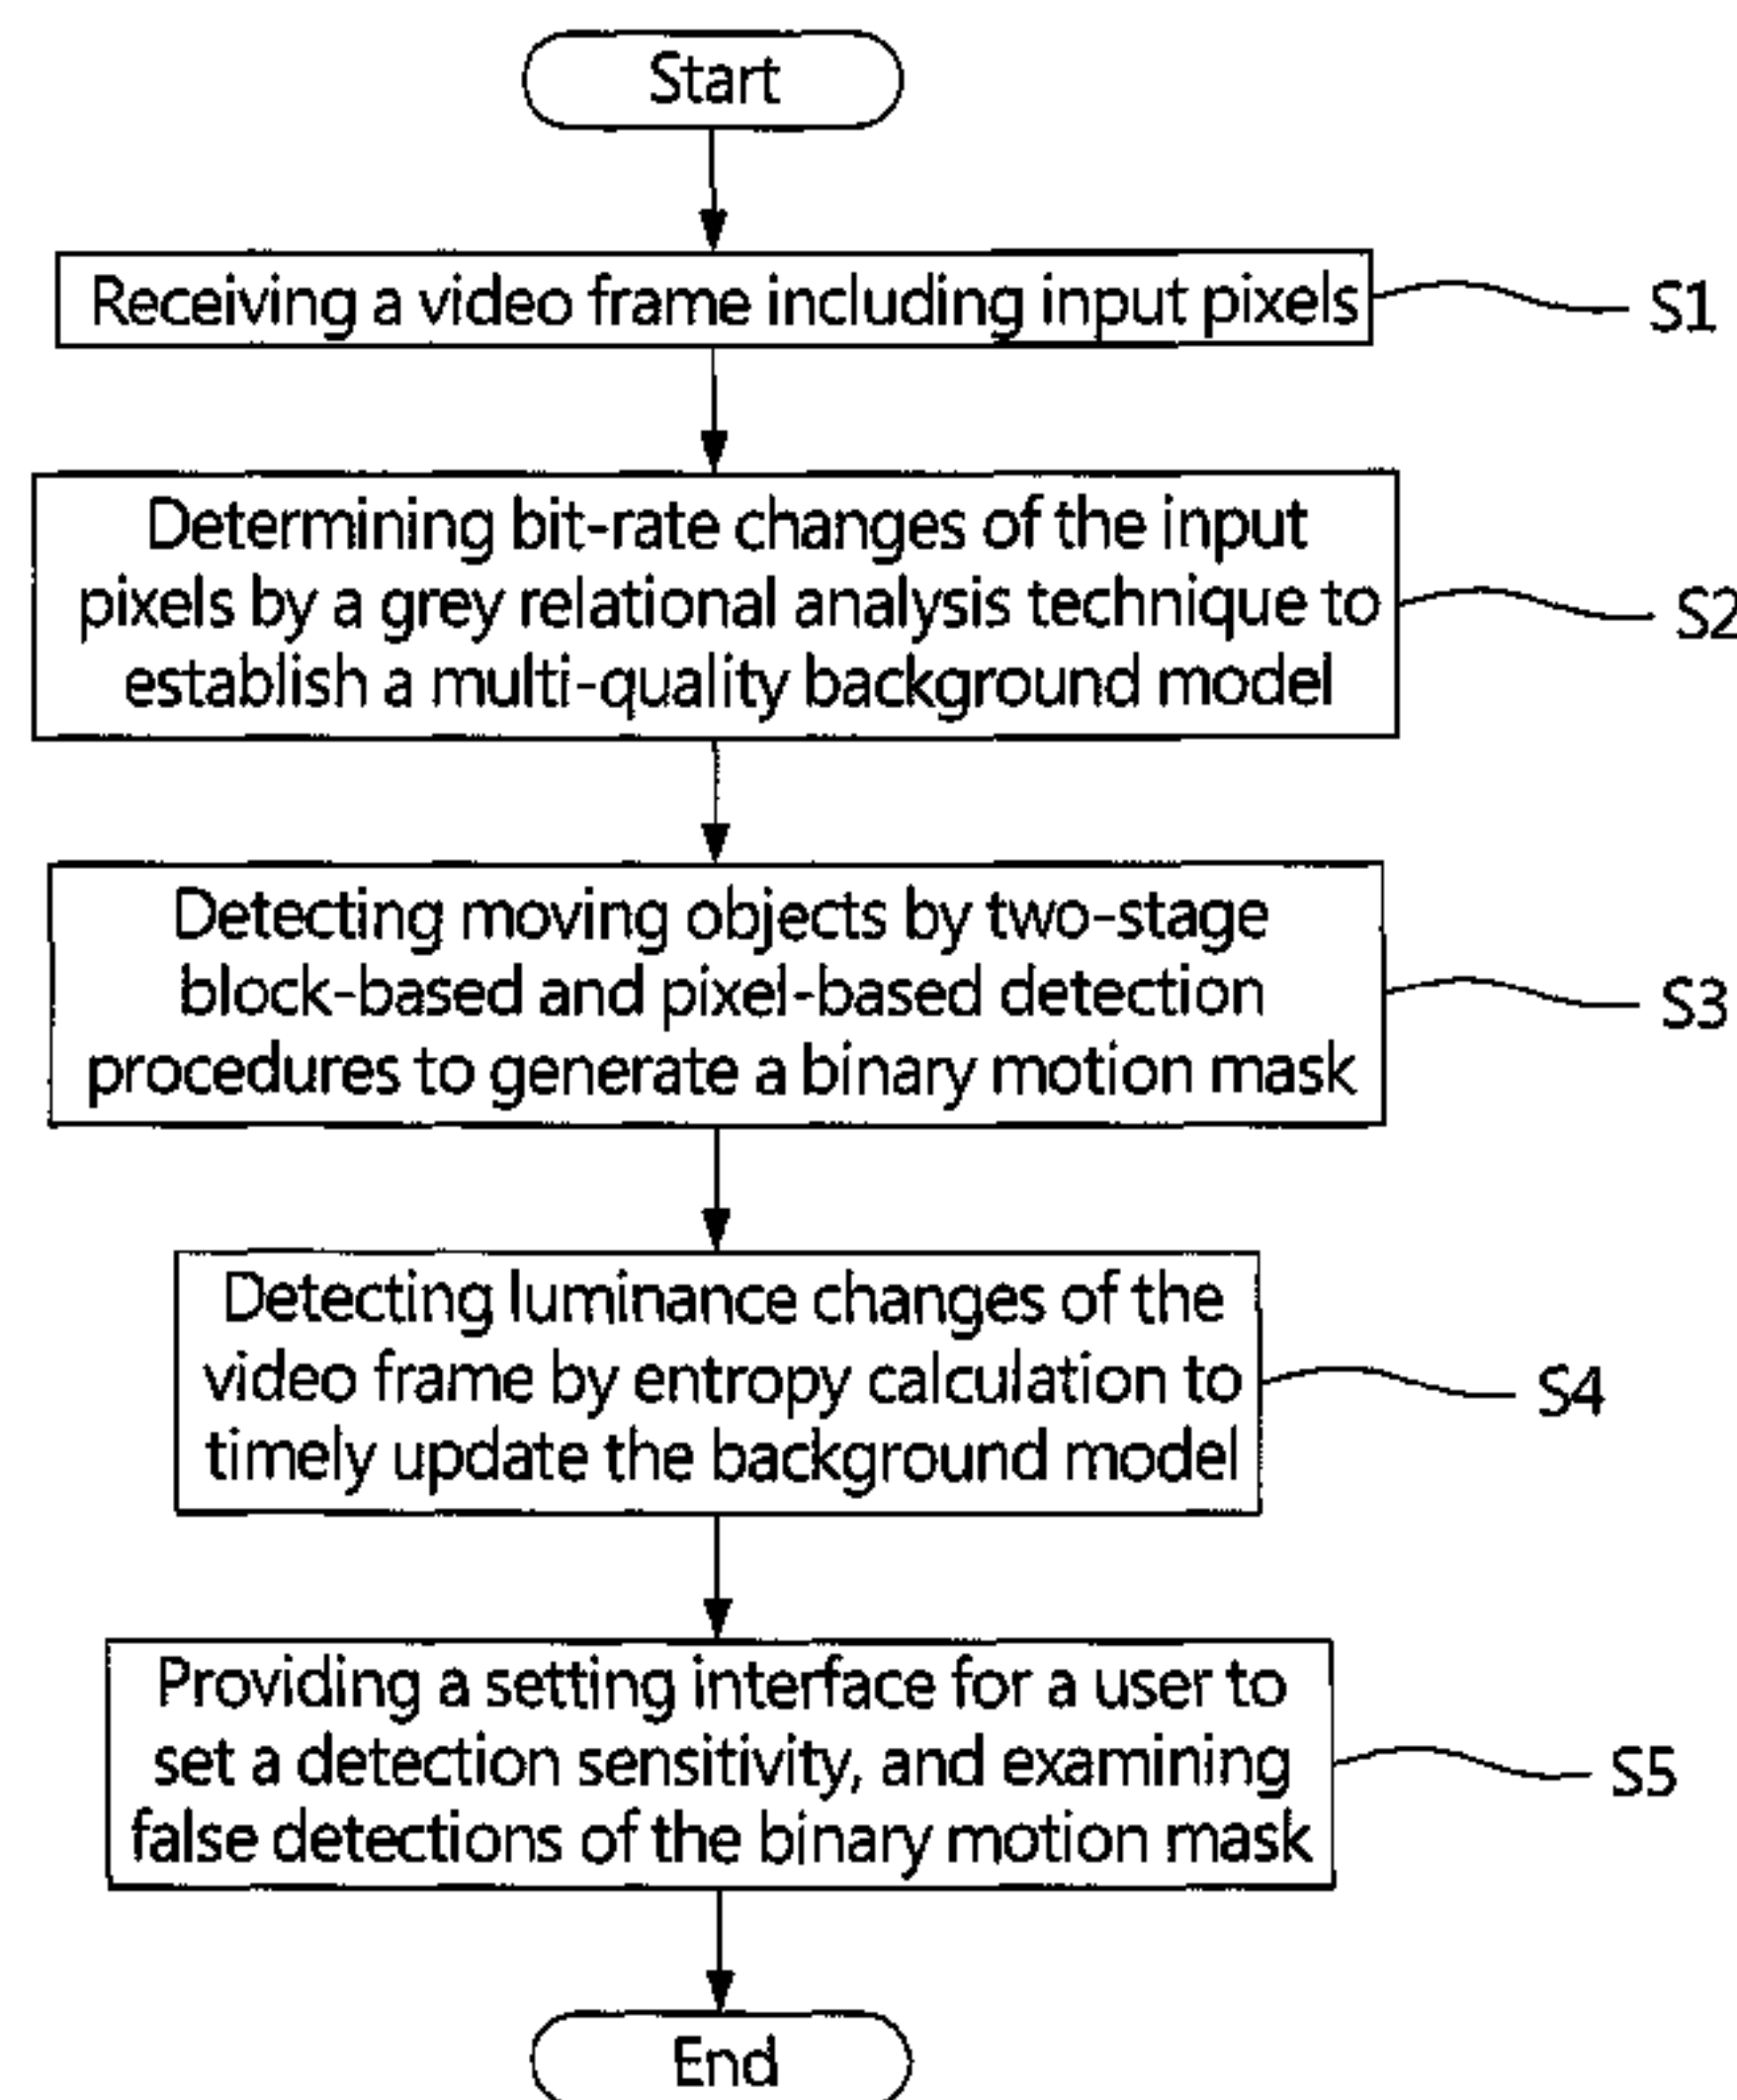 Start
Receiving a video frame including input pixels
S1
Determining bit-rate changes of the input
pixels by a grey relational analysis technique to
establish a multi-quality background model
S2
Detecting moving objects by two-stage
block-based and pixel-based detection
procedures to generate a binary motion mask
S3
Detecting luminance changes of the
video frame by entropy calculation to
timely update the background model
S4
Providing a setting interface for a user to
set a detection sensitivity, and examining
false detections of the binary motion mask
S5
End